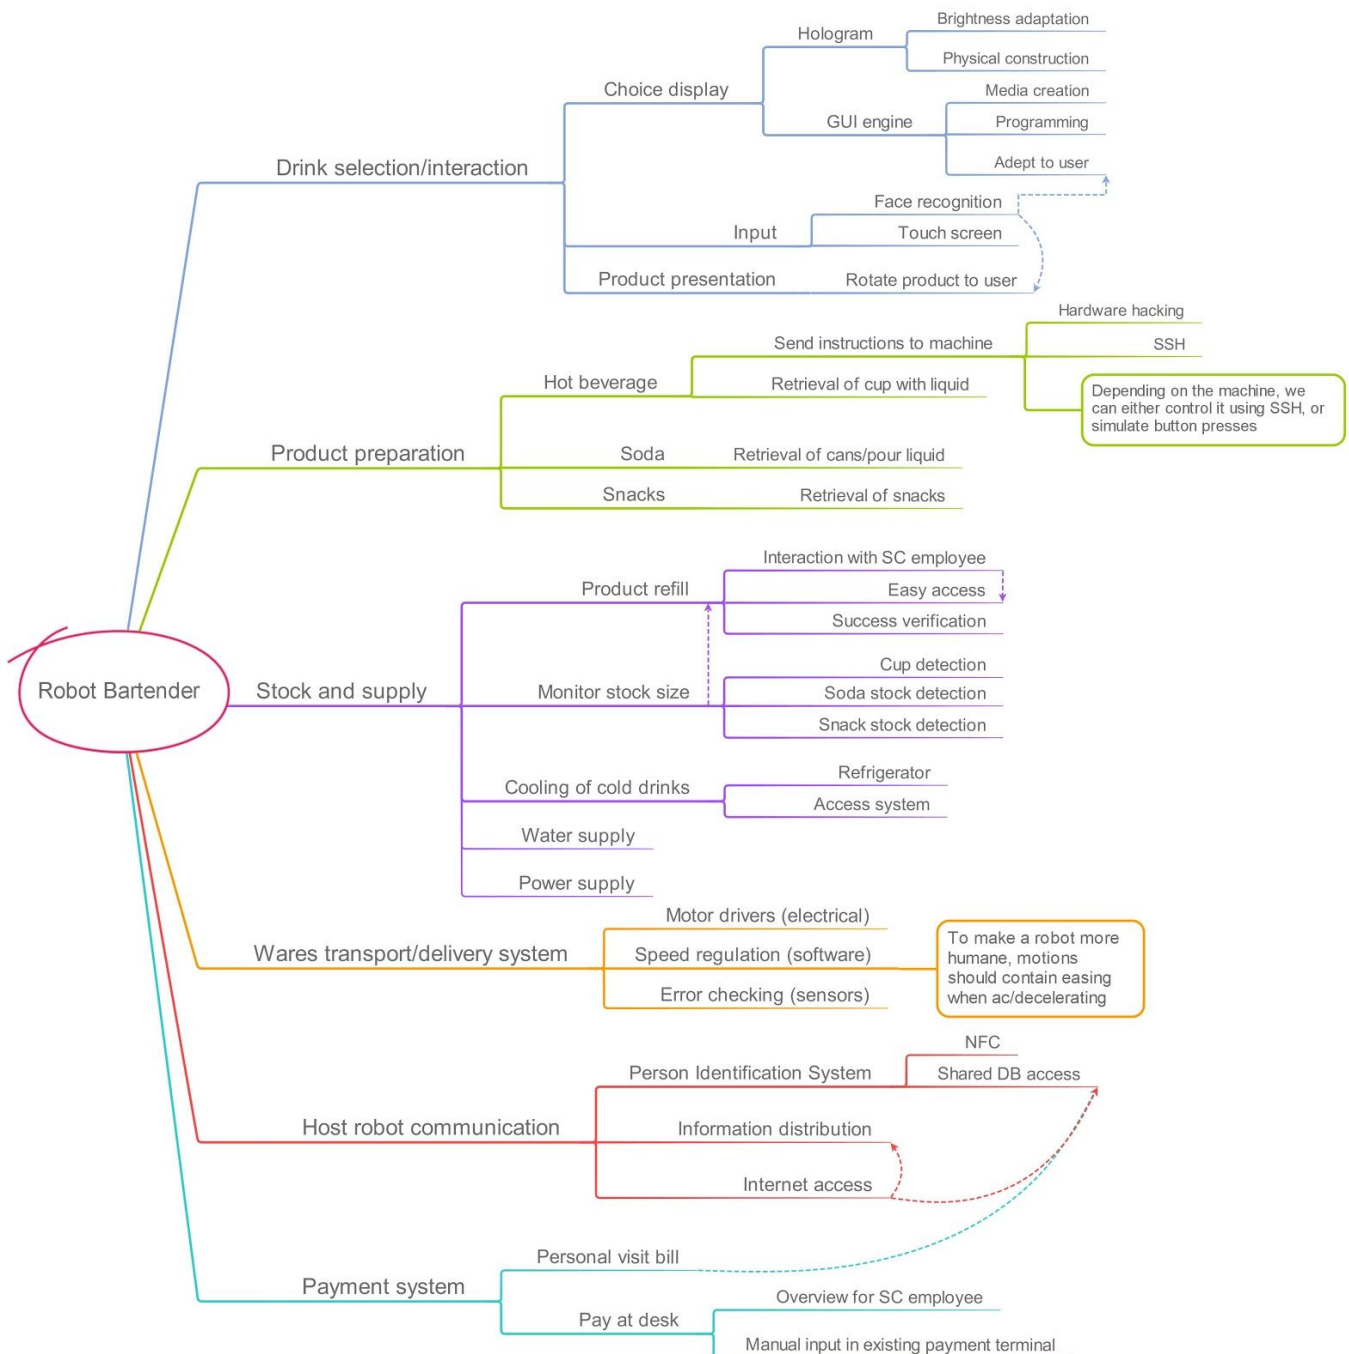 Brightness adaptation
Hologram
Physical construction
Choice display
Media creation
GUI engine
Programming
Adept to user
Drink selection/interaction
Face recognition
Input
Touch screen
Product presentation
Rotate product to user
Hardware hacking
Send instructions to machine
SSH
Hot beverage
Retrieval of cup with liquid
Depending on the machine, we
can either control it using SSH, or
simulate button presses
Product preparation
Soda
Retrieval of cans/pour liquid
Snacks
Retrieval of snacks
Interaction with SC employee
Product refill
Easy access
Success verification
Cup detection
Robot Bartender
Stock and supply
Monitor stock size
Soda stock detection
Snack stock detection
Refrigerator
Cooling of cold drinks
Access system
Water supply
Power supply
Motor drivers (electrical)
Wares transport/delivery system
Speed regulation (software)
Error checking (sensors)
To make a robot more
humane, motions
should contain easing
when ac/decelerating
NFC
Person Identification System
Shared DB access
Host robot communication
Information distribution
Internet access
Personal visit bill
Payment system
Overview for SC employee
Pay at desk
Manual input in existing payment terminal